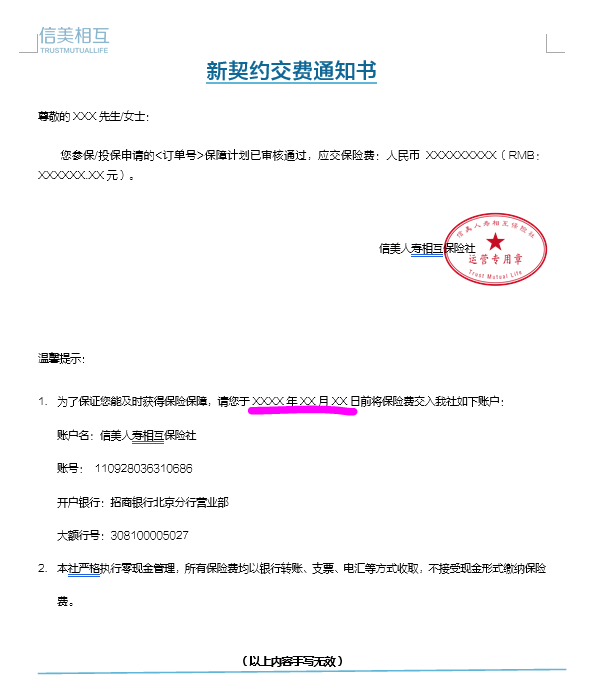 信美相互
TRUSTMUTUALLIFE
新契约交费通知书
尊敬的 XXX 先生/女士：
您参保/投保申请的<订单号>保障计划已审核通过，应交保险费：人民币 XXXXXXXXX（RMB：
XXXXXX.XX 元）。
信美人寿相互保险社
信美人寿相互保险社
运营专用章
Trust Mutual Life
温馨提示：
1. 为了保证您能及时获得保险保障，请您于 XXXX 年 XX 月 XX 日前将保险费交入我社如下账户：
账户名：信美人寿相互保险社
账号： 110928036310686
开户银行：招商银行北京分行营业部
大额行号：308100005027
2. 本社严格执行零现金管理，所有保险费均以银行转账、支票、电汇等方式收取，不接受现金形式缴纳保险
费。
（以上内容手写无效）